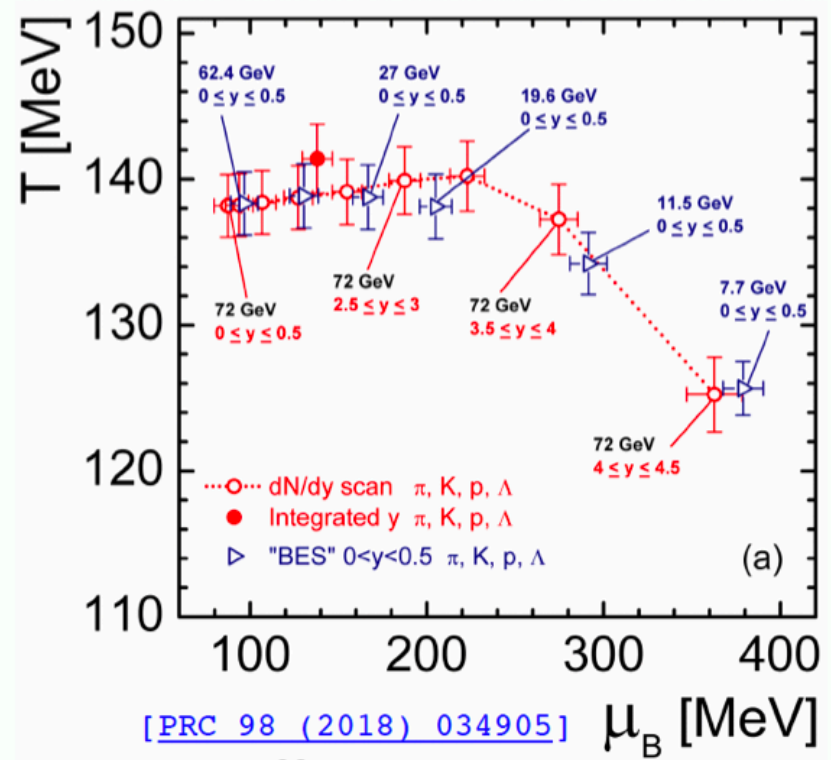 T [MeV]
150
140
130
120
110
62.4 GeV
0 ≤ y ≤ 0.5
27 GeV
0 ≤ y ≤ 0.5
19.6 GeV
0 ≤ y ≤ 0.5
11.5 GeV
0 ≤ y ≤ 0.5
7.7 GeV
0 ≤ y ≤ 0.5
72 GeV
0 ≤ y ≤ 0.5
72 GeV
2.5 ≤ y ≤ 3
72 GeV
3.5 ≤ y ≤ 4
72 GeV
4 ≤ y ≤ 4.5
dN/dy scan π, K, p, Λ
Integrated y π, K, p, Λ
"BES" 0<y<0.5 π, K, p, Λ
(a)
100 200 300 400
[PRC 98 (2018) 034905] μB [MeV]